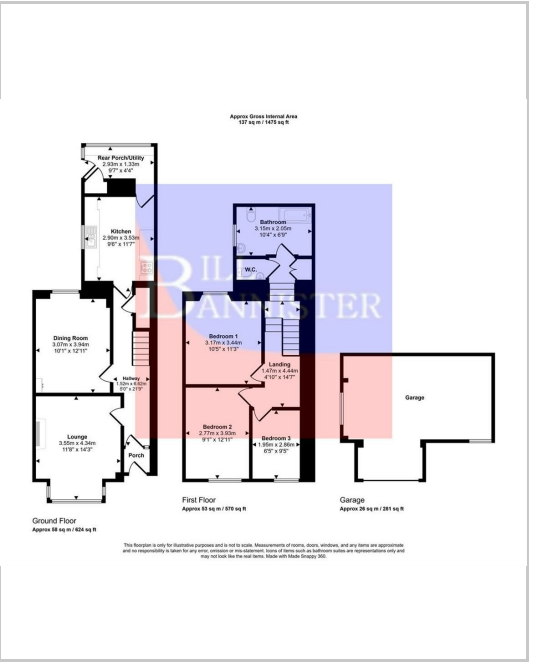 Approx Gross Internal Area
137 sq m / 1475 sq ft
Rear Porch/Utility
2.93m x 1.33m
9'7" x 4'4"
Kitchen
2.90m x 3.53m
9'6" x 11'7"
Bathroom
3.15m x 2.05m
10'4" x 6'9"
W.C.
BILL
BANNISTER
Dining Room
3.07m x 3.94m
10'1" x 12'11"
Bedroom 1
3.17m x 3.44m
10'5" x 11'3"
Hallway
1.52m x 6.62m
5'0" x 21'9"
Landing
1.47m x 4.44m
4'10" x 14'7"
Garage
Lounge
3.55m x 4.34m
11'8" x 14'3"
Bedroom 2
2.77m x 3.93m
9'1" x 12'11"
Bedroom 3
1.95m x 2.86m
6'5" x 9'5"
Porch
Ground Floor
Approx 58 sq m / 624 sq ft
First Floor
Approx 53 sq m / 570 sq ft
Garage
Approx 26 sq m / 281 sq ft
This floorplan is only for illustrative purposes and is not to scale. Measurements of rooms, doors, windows, and any items are approximate
and no responsibility is taken for any error, omission or mis-statement. Icons of items such as bathroom suites are representations only and
may not look like the real items. Made with Made Snappy 360.